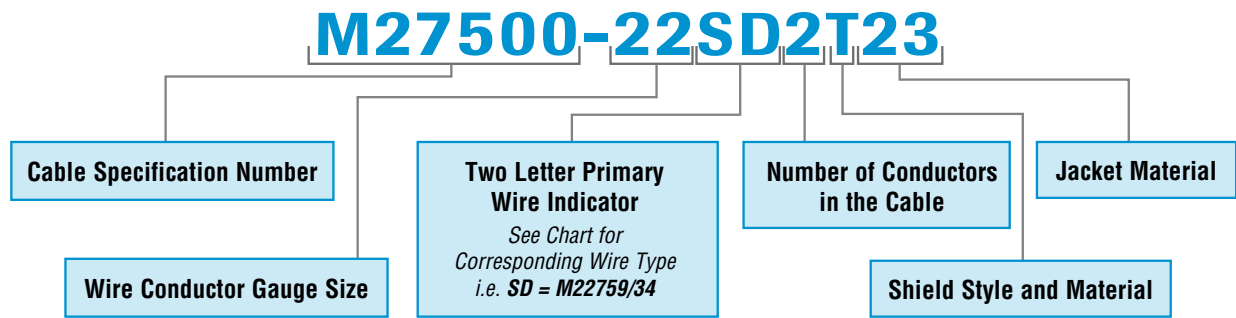 M27500-22SD2T23
Cable Specification Number
Two Letter Primary
Wire Indicator
See Chart for
Corresponding Wire Type
i.e. SD = M22759/34
Number of Conductors
in the Cable
Jacket Material
Wire Conductor Gauge Size
Shield Style and Material